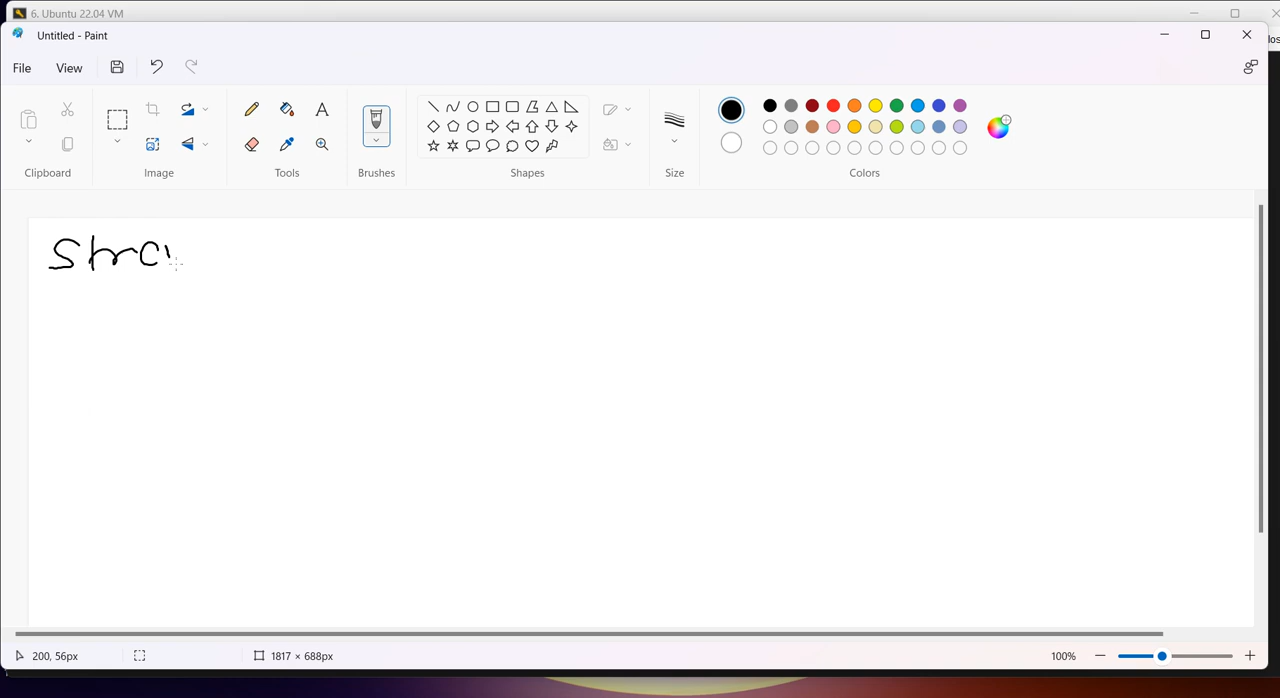 6. Ubuntu 22.04 VM
Untitled - Paint
File View
Clipboard Image Tools Brushes Shapes Size Colors
200, 56px 1817 × 688px 100%